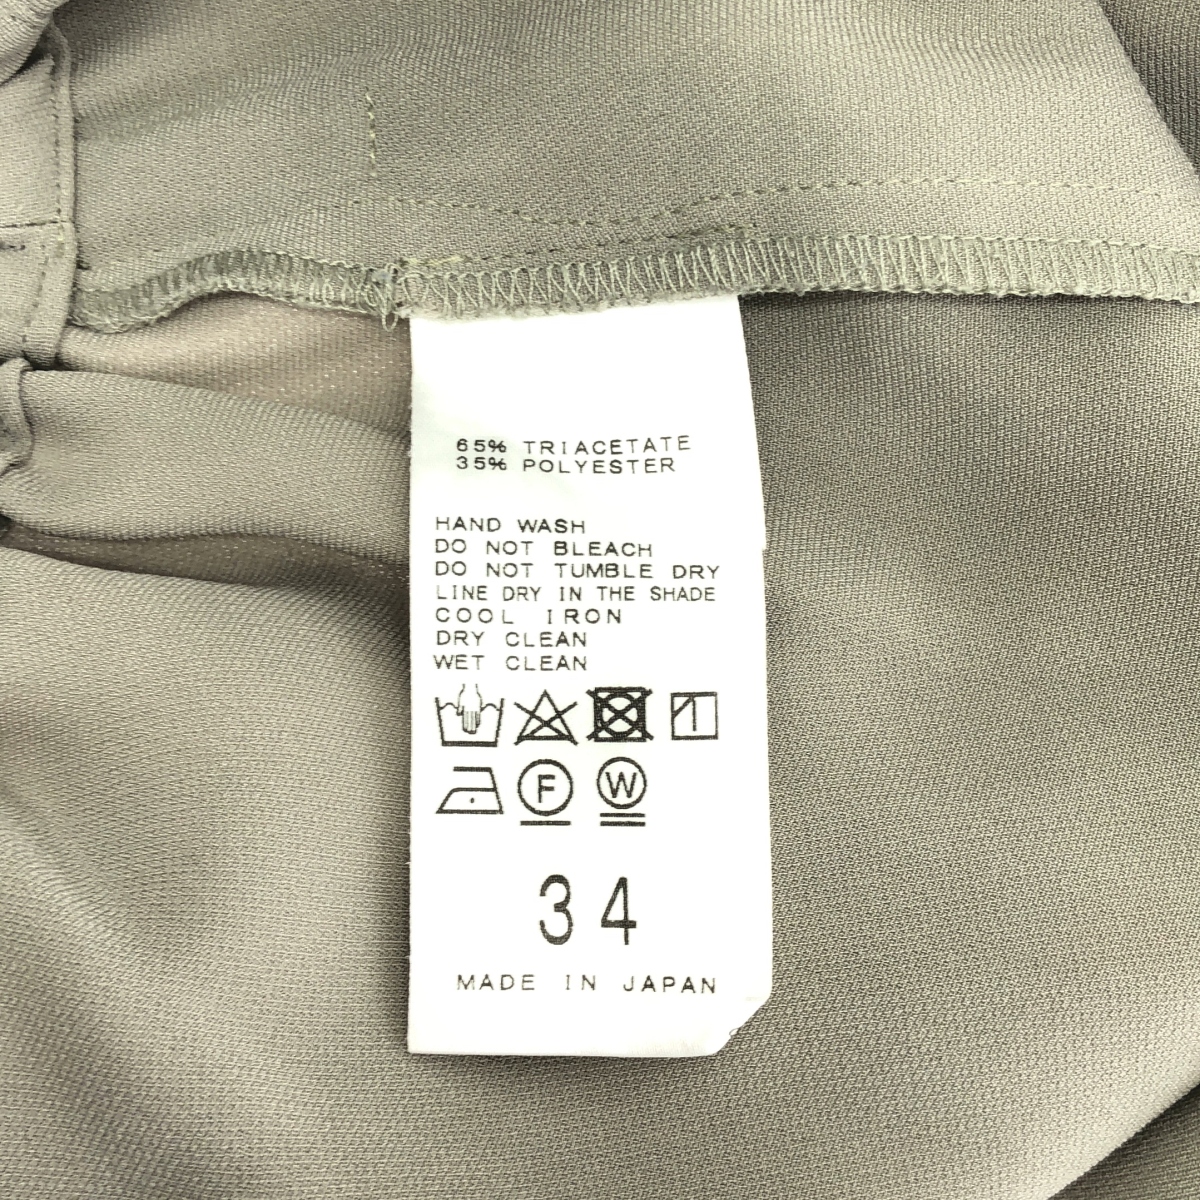 65% TRIACETATE
35% POLYESTER
HAND WASH
DO NOT BLEACH
DO NOT TUMBLE DRY
LINE DRY IN THE SHADE
COOL IRON
DRY CLEAN
WET CLEAN
F W
34
MADE IN JAPAN